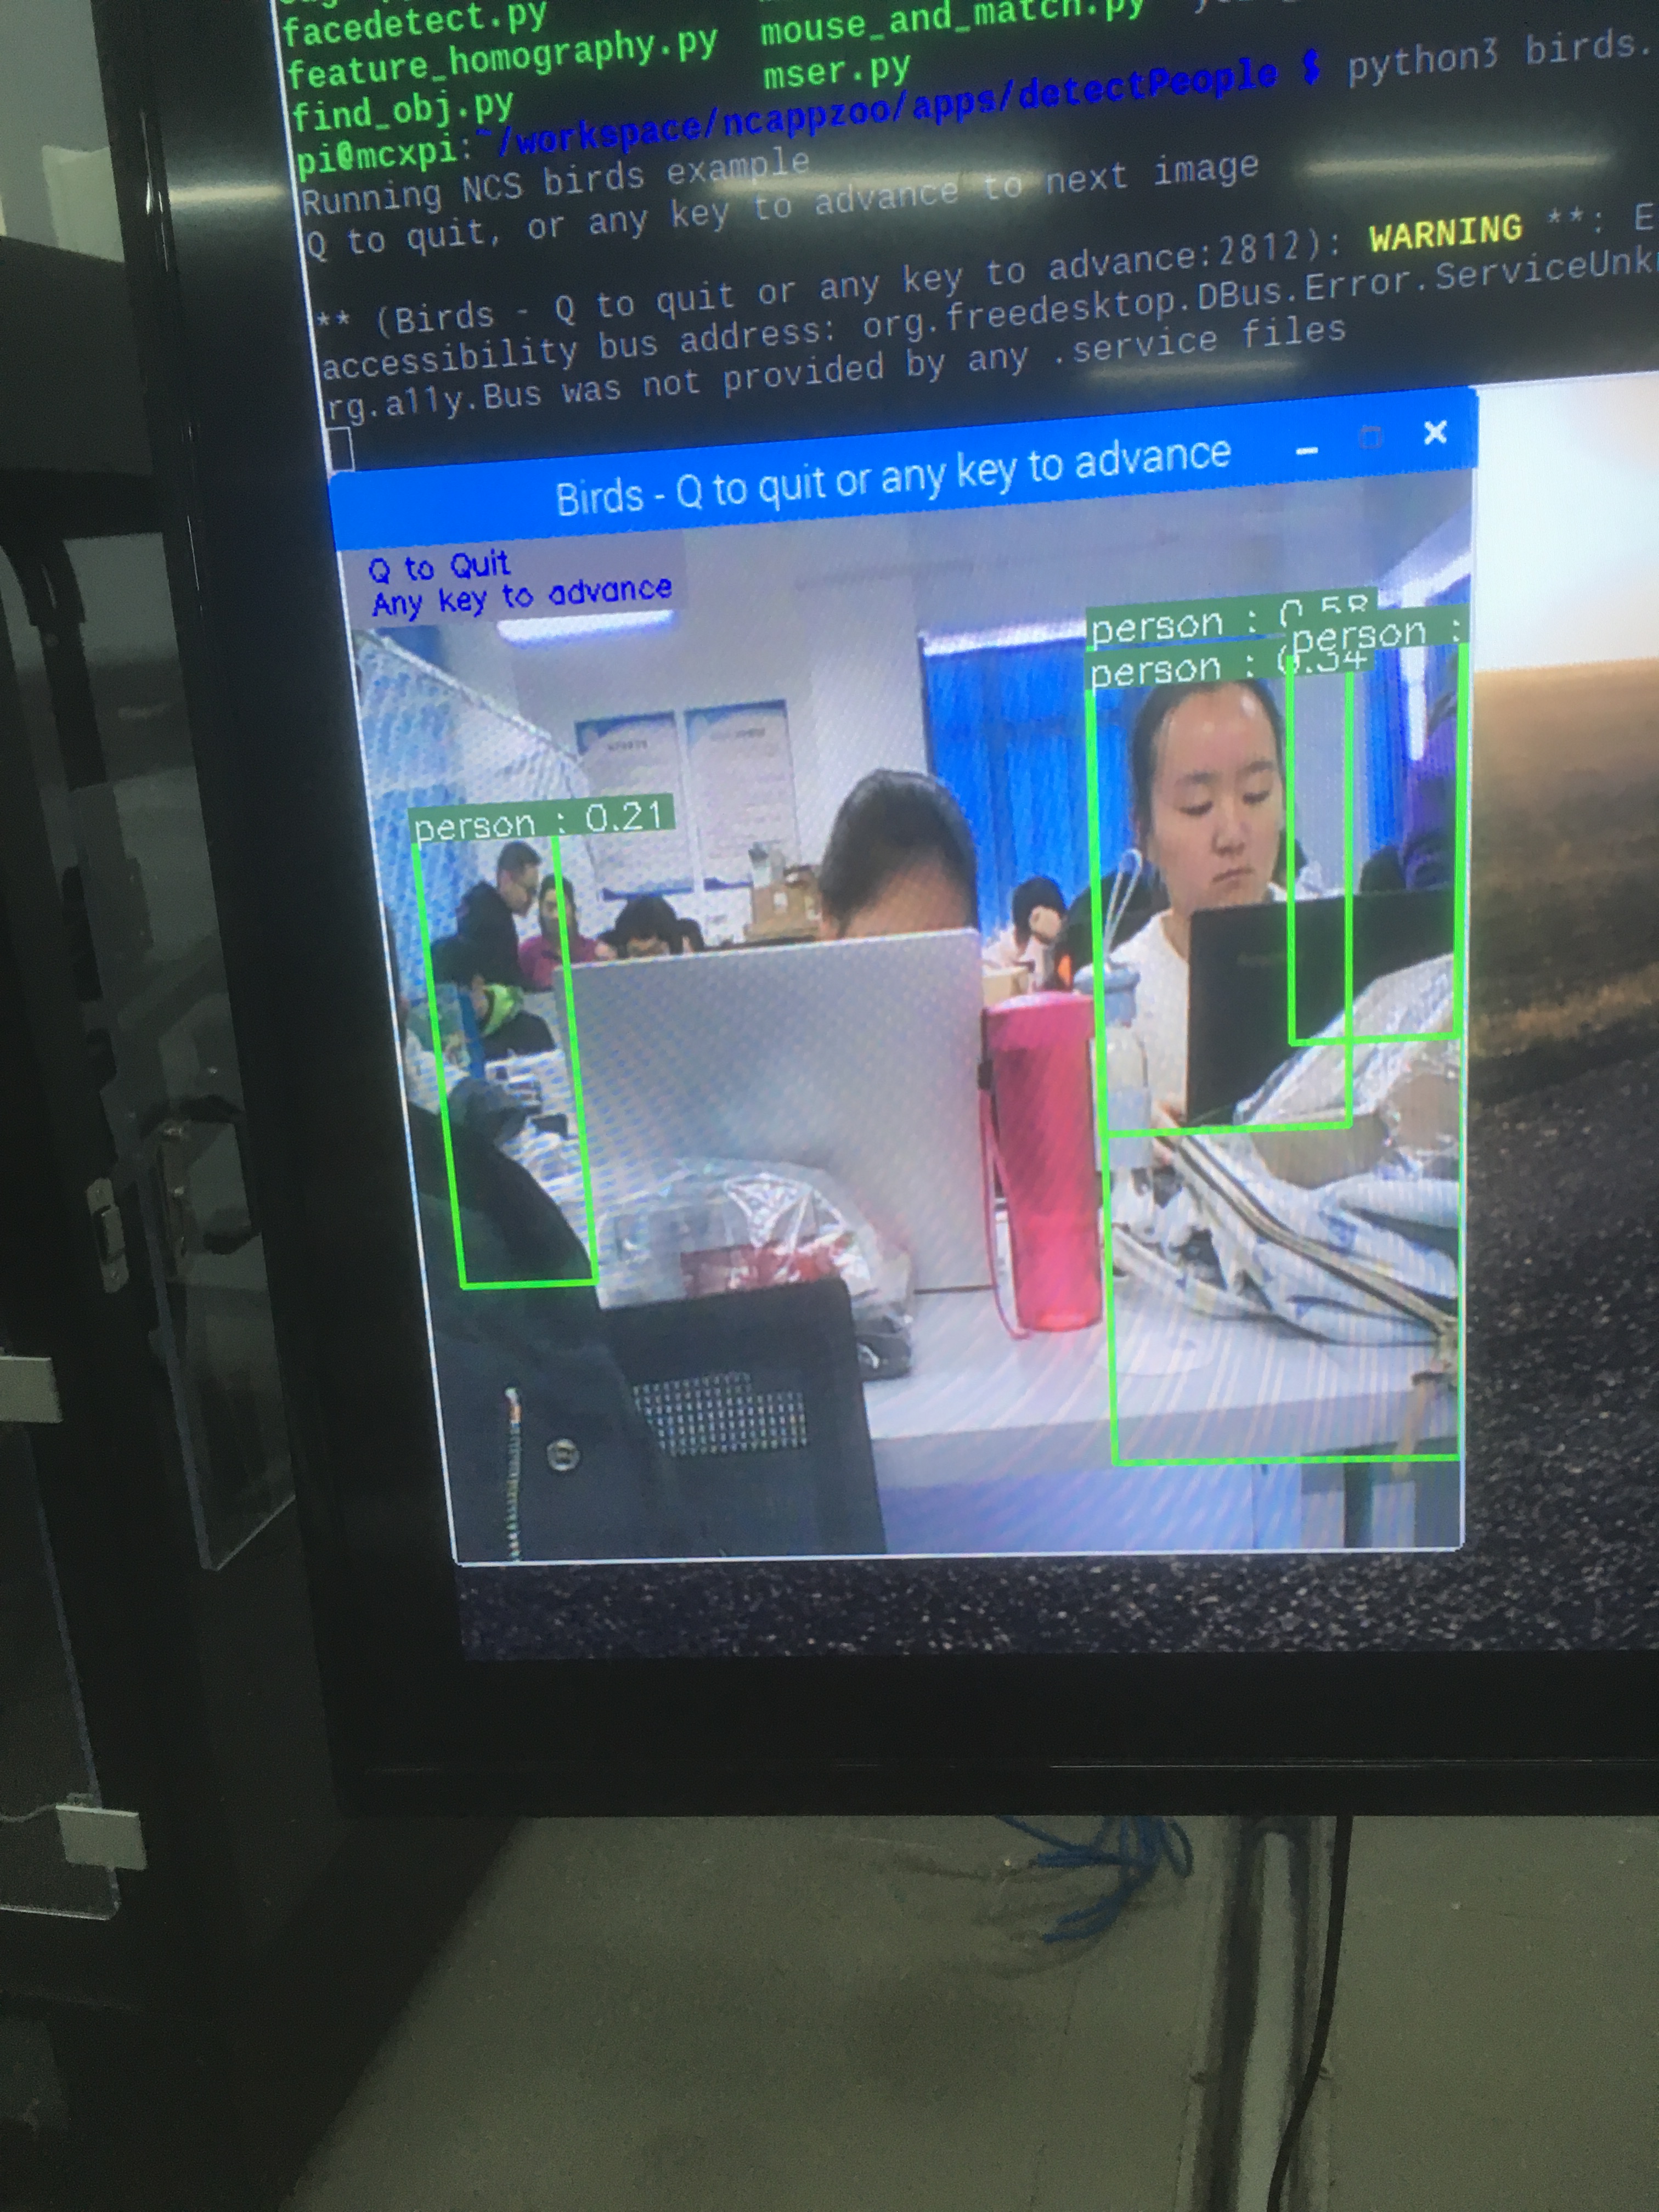 facedetect.py
feature_homography.py mouse_and_match.py
find_obj.py mser.py
pi@mcxpi:~/workspace/ncappzoo/apps/detectPeople $ python3 birds.
Running NCS birds example
Q to quit, or any key to advance to next image
** (Birds - Q to quit or any key to advance:2812): WARNING **: E
accessibility bus address: org.freedesktop.DBus.Error.ServiceUnk
rg.a11y.Bus was not provided by any .service files
Birds - Q to quit or any key to advance
Q to Quit
Any key to advance
person : 0.58
person :
person : 0.34
person : 0.21